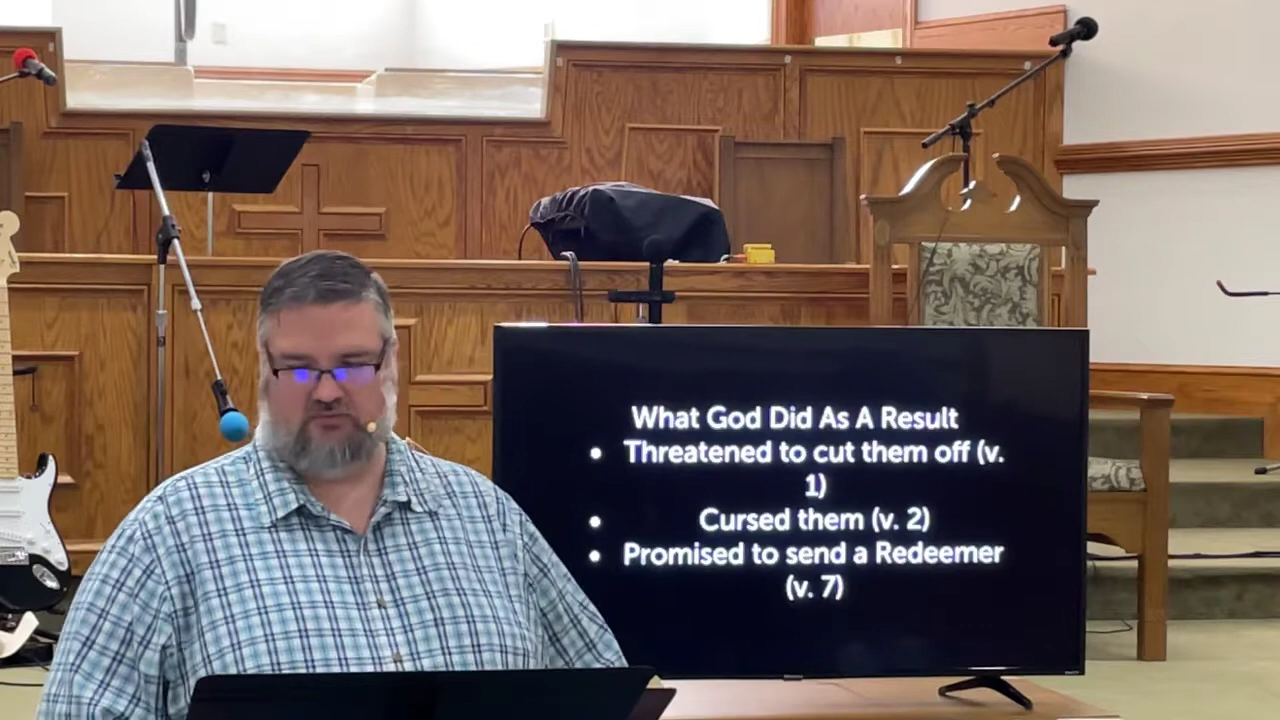 What God Did As A Result
• Threatened to cut them off (v.
1)
• Cursed them (v. 2)
• Promised to send a Redeemer
(v. 7)